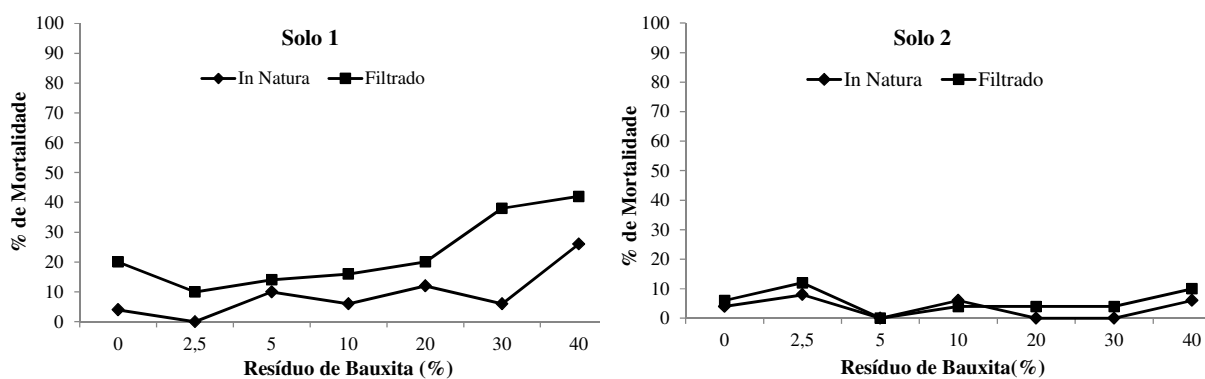 Solo 1
In Natura
Filtrado
% de Mortalidade
100
90
80
70
60
50
40
30
20
10
0
0 2,5 5 10 20 30 40
Resíduo de Bauxita (%)
Solo 2
In Natura
Filtrado
% de Mortalidade
100
90
80
70
60
50
40
30
20
10
0
0 2,5 5 10 20 30 40
Resíduo de Bauxita(%)